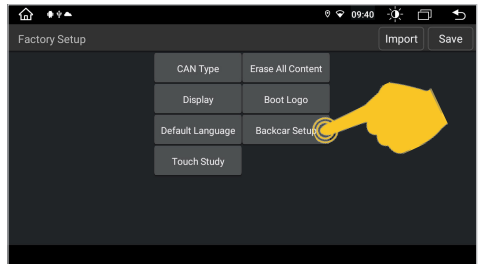 09:40
Factory Setup
Import
Save
CAN Type
Erase All Content
Display
Boot Logo
Default Language
Backcar Setup
Touch Study